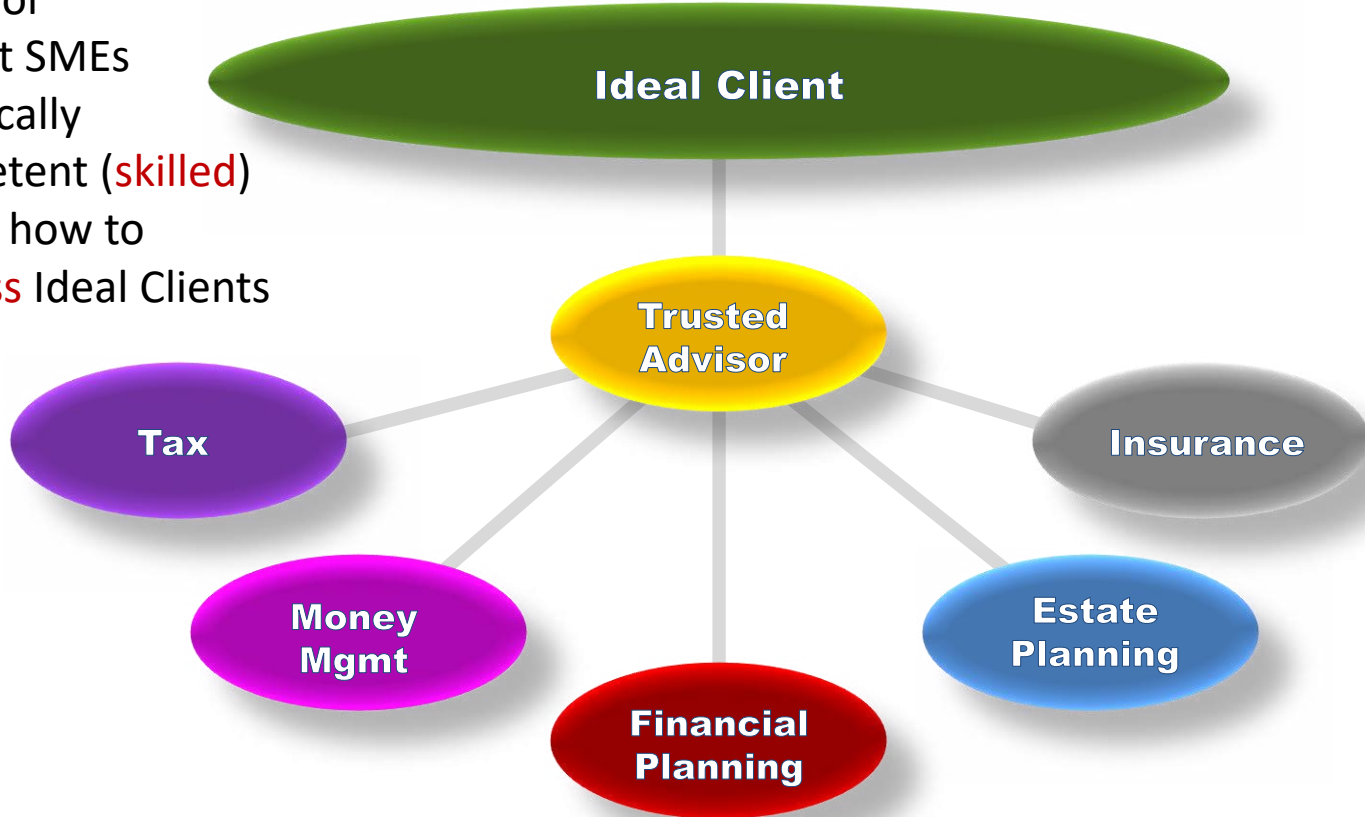 t SMEs
cally
etent (skilled)
how to
ss Ideal Clients
Ideal Client
Trusted
Advisor
Tax
Insurance
Money
Mgmt
Estate
Planning
Financial
Planning